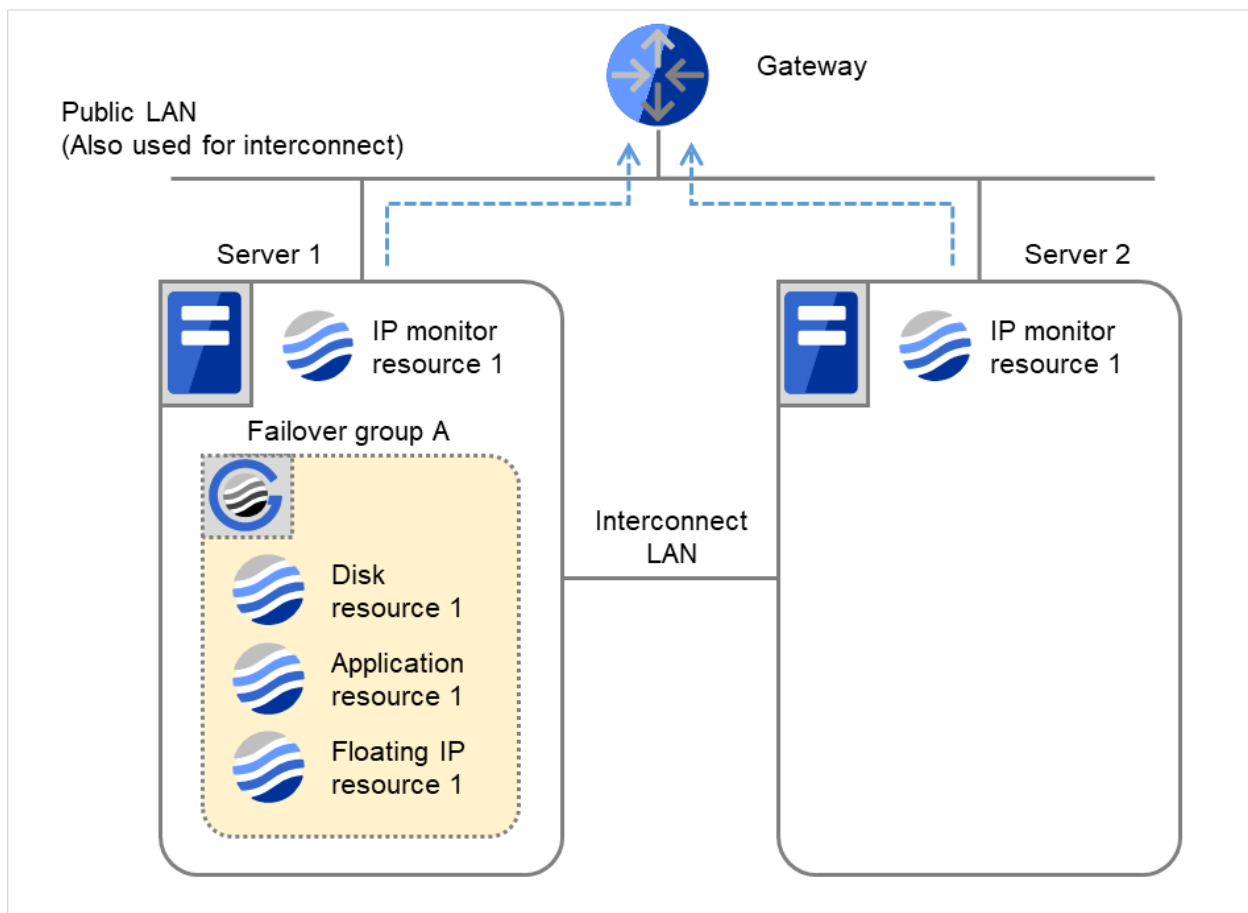 Gateway
Public LAN
(Also used for interconnect)
Server 1
Server 2
IP monitor
resource 1
IP monitor
resource 1
Failover group A
Disk
resource 1
Application
resource 1
Floating IP
resource 1
Interconnect
LAN